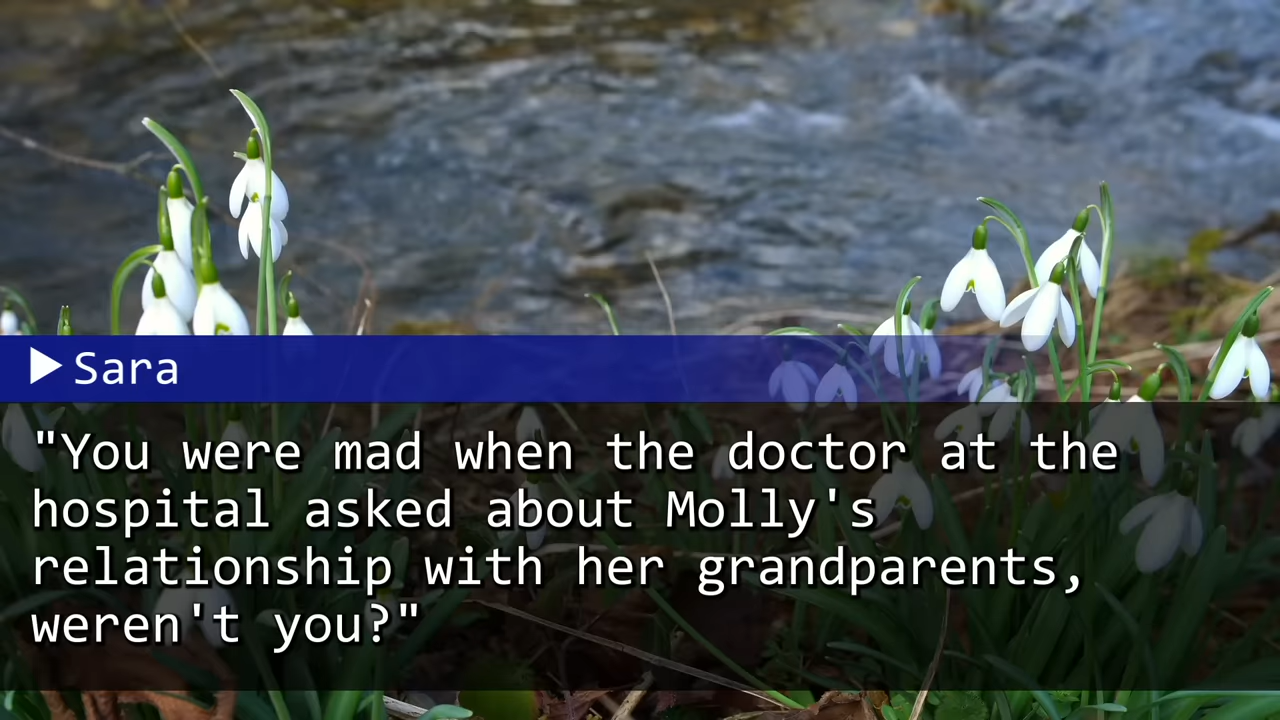 Sara
"You were mad when the doctor at the
hospital asked about Molly's
relationship with her grandparents,
weren't you?"